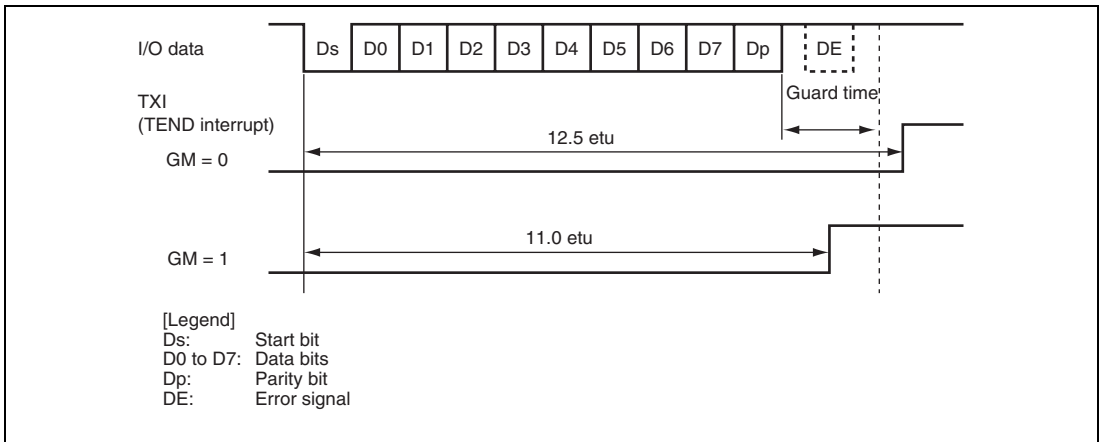 I/O data
Ds D0 D1 D2 D3 D4 D5 D6 D7 Dp DE
Guard time
TXI
(TEND interrupt)
12.5 etu
GM = 0
11.0 etu
GM = 1
[Legend]
Ds: Start bit
D0 to D7: Data bits
Dp: Parity bit
DE: Error signal